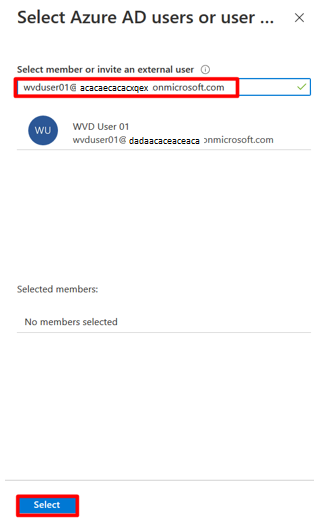 Select Azure AD users or user ...
Select member or invite an external user
wvduser01@ acacaecacacxqex onmicrosoft.com
WU
WVD User 01
wvduser01@ dadaacaceaceaca onmicrosoft.com
Selected members:
No members selected
Select